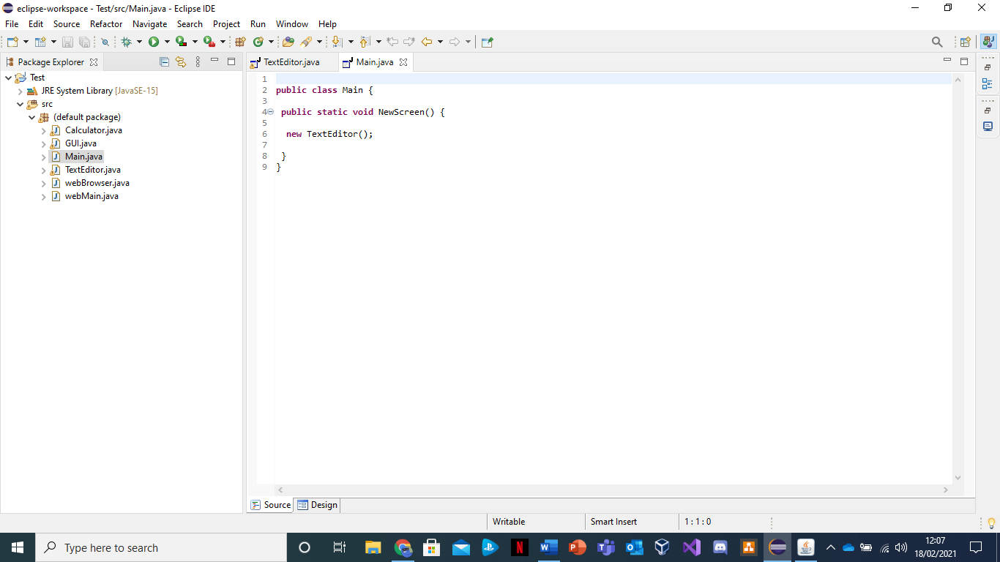 eclipse-workspace - Test/src/Main.java - Eclipse IDE
File Edit Source Refactor Navigate Search Project Run Window Help
Package Explorer
TextEditor.java
Main.java
Test
JRE System Library [JavaSE-15]
src
(default package)
Calculator.java
GUI.java
Main.java
TextEditor.java
webBrowser.java
webMain.java
1
2 public class Main {
3
4 public static void NewScreen() {
5
6 new TextEditor();
7
8 }
9 }
Source Design
Writable Smart Insert 1 : 1 : 0
Type here to search
12:07
18/02/2021